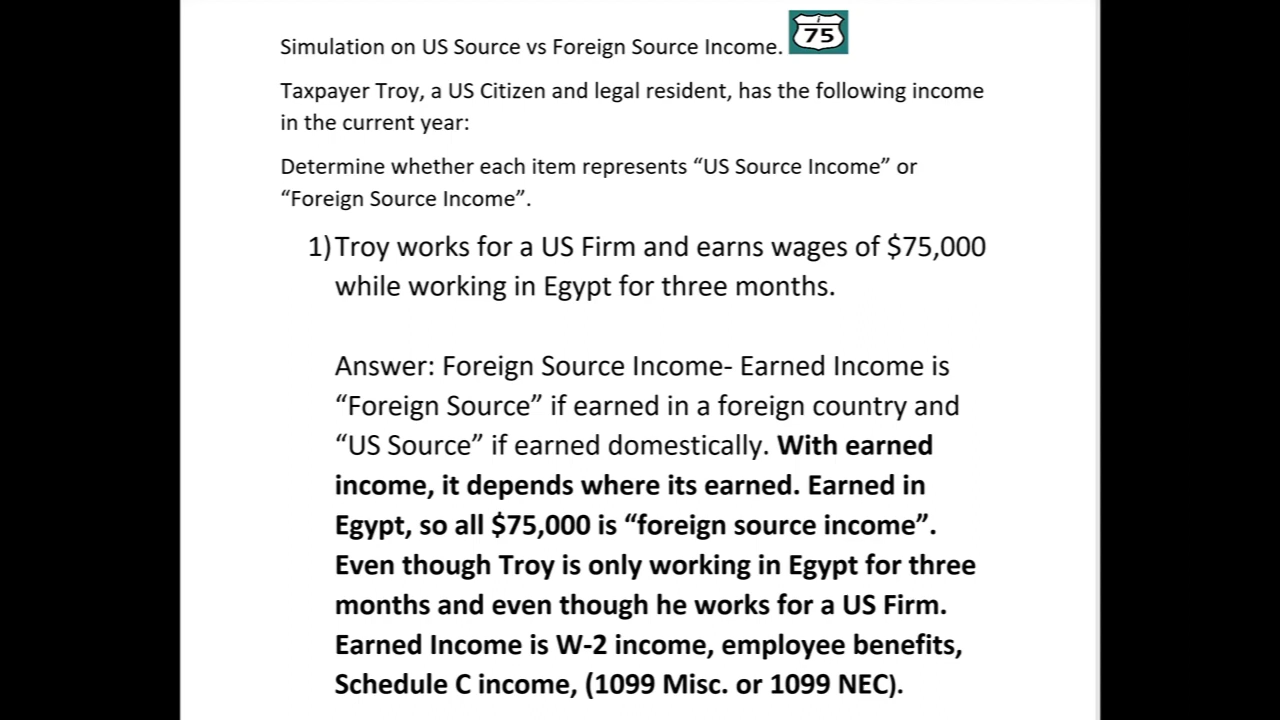 Simulation on US Source vs Foreign Source Income.
i
75
Taxpayer Troy, a US Citizen and legal resident, has the following income
in the current year:
Determine whether each item represents “US Source Income” or
“Foreign Source Income”.
1) Troy works for a US Firm and earns wages of $75,000
while working in Egypt for three months.
Answer: Foreign Source Income- Earned Income is
“Foreign Source” if earned in a foreign country and
“US Source” if earned domestically. With earned
income, it depends where its earned. Earned in
Egypt, so all $75,000 is “foreign source income”.
Even though Troy is only working in Egypt for three
months and even though he works for a US Firm.
Earned Income is W-2 income, employee benefits,
Schedule C income, (1099 Misc. or 1099 NEC).